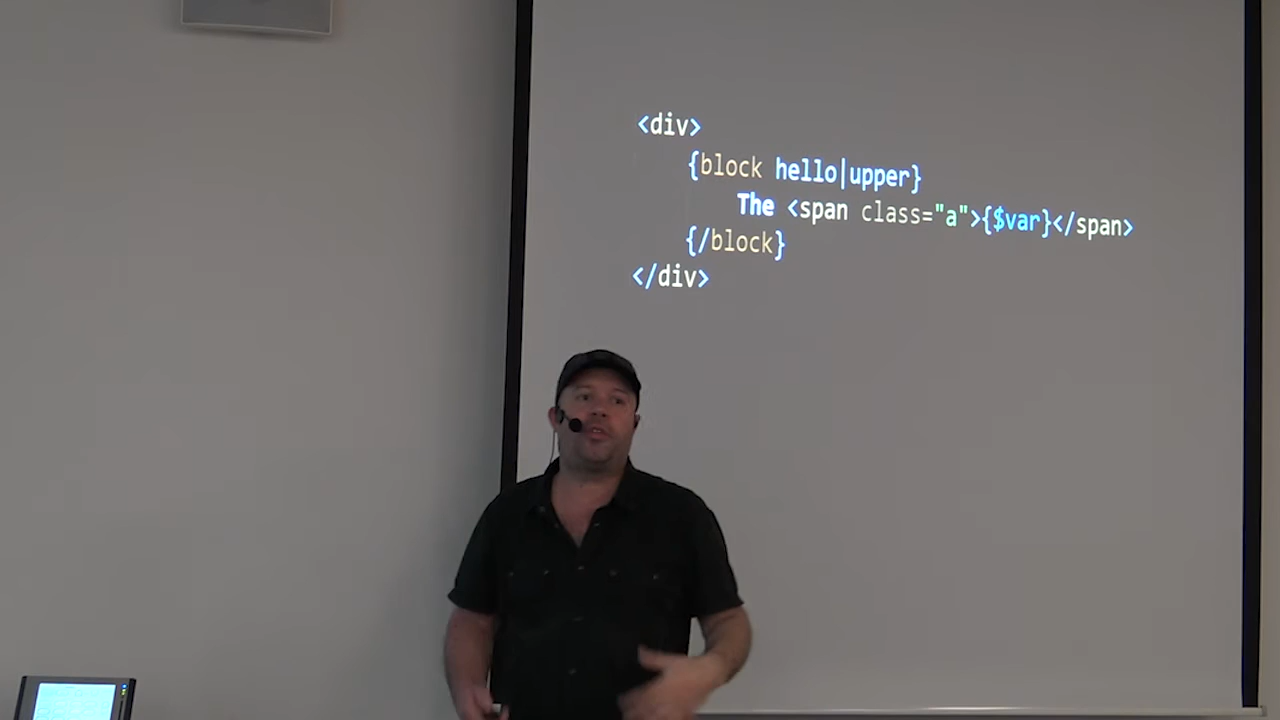 <div>
{block hello|upper}
The <span class="a">{$var}</span>
{/block}
</div>